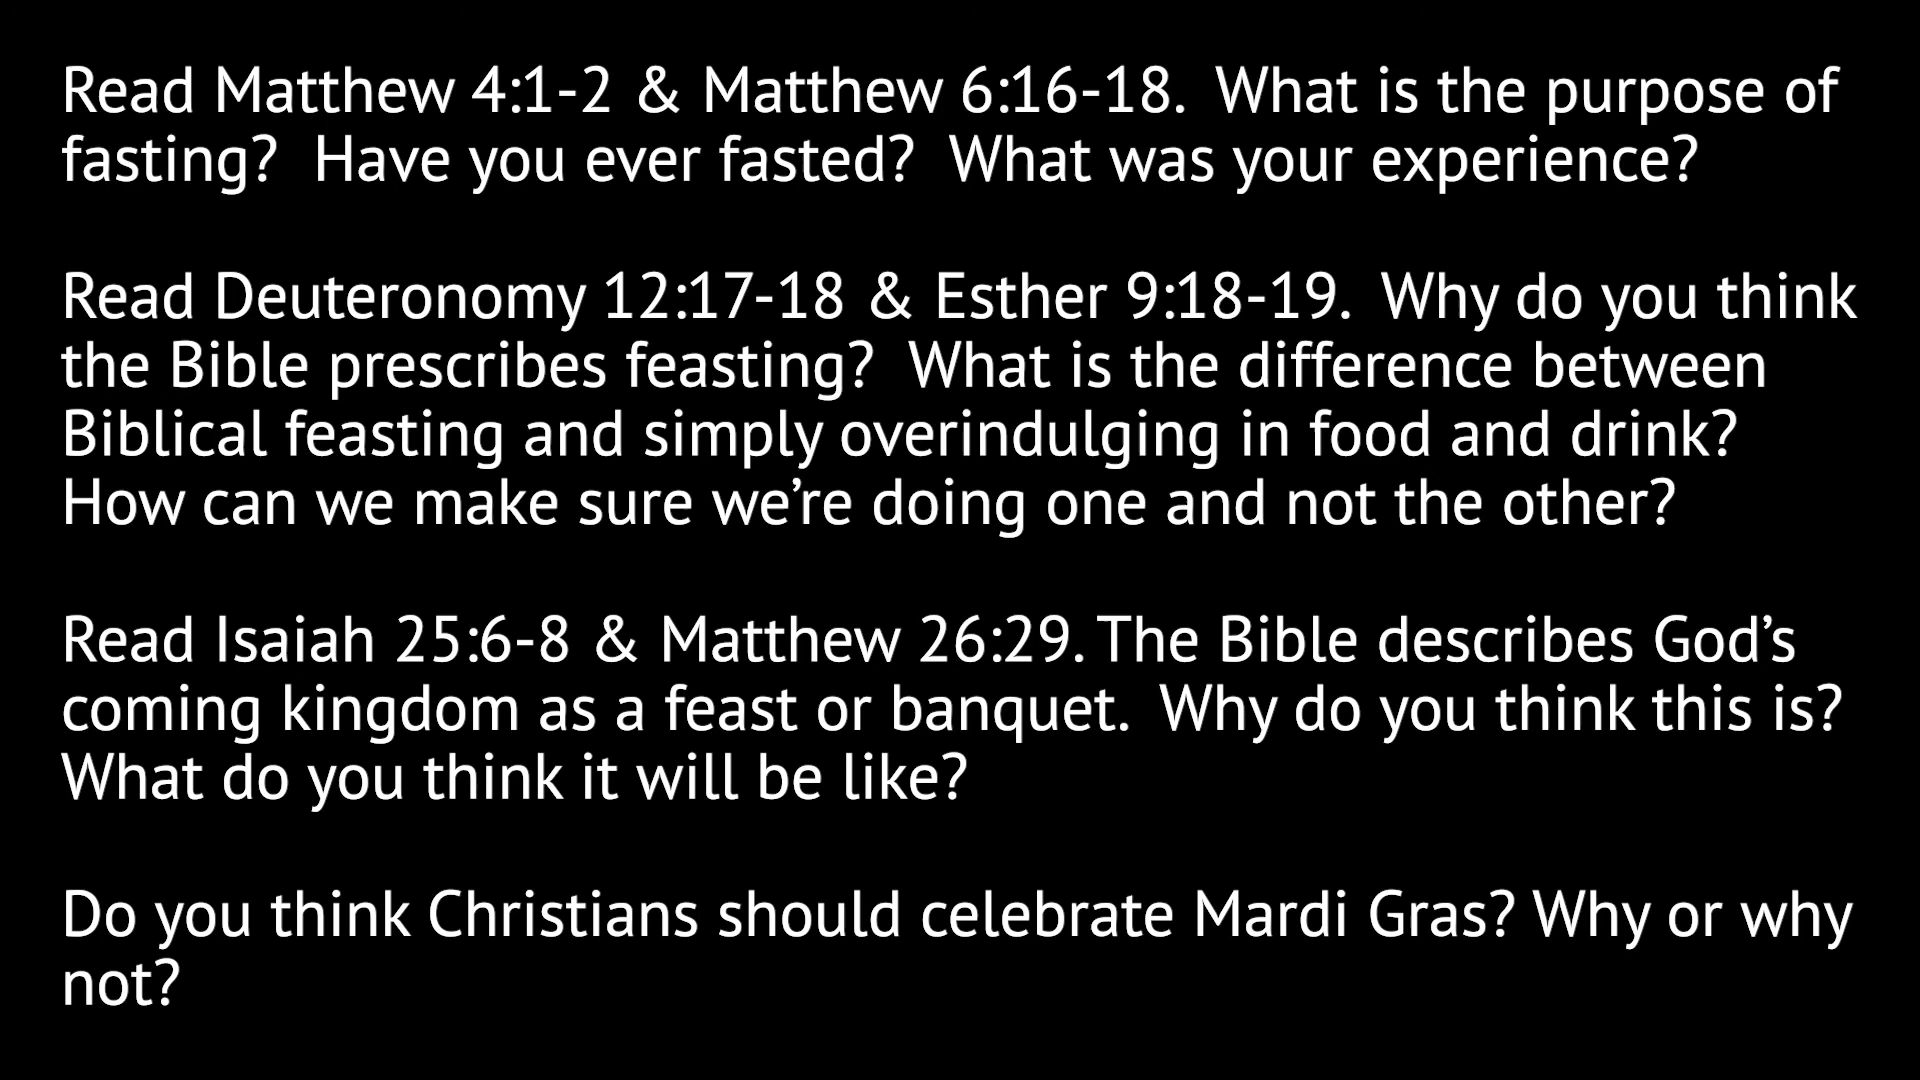 Read Matthew 4:1-2 & Matthew 6:16-18.  What is the purpose of
fasting?  Have you ever fasted?  What was your experience?
Read Deuteronomy 12:17-18 & Esther 9:18-19.  Why do you think
the Bible prescribes feasting?  What is the difference between
Biblical feasting and simply overindulging in food and drink?
How can we make sure we’re doing one and not the other?
Read Isaiah 25:6-8 & Matthew 26:29. The Bible describes God’s
coming kingdom as a feast or banquet.  Why do you think this is?
What do you think it will be like?
Do you think Christians should celebrate Mardi Gras? Why or why
not?